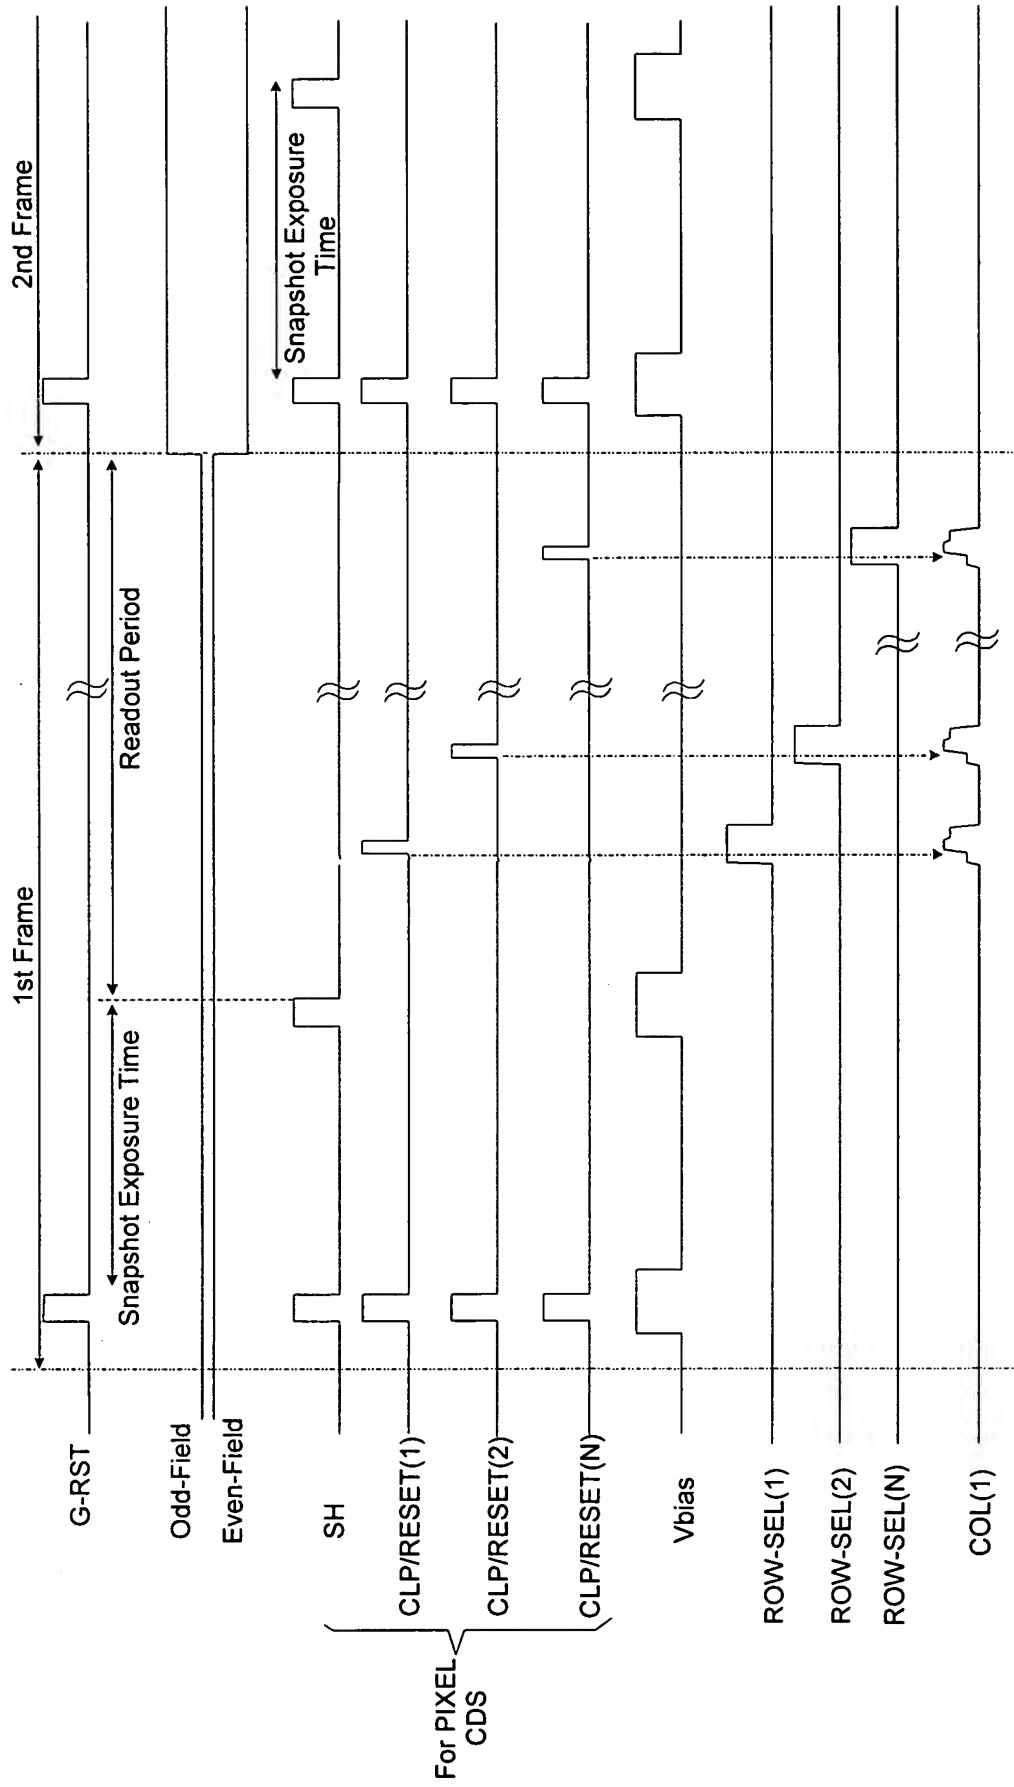 1st Frame
2nd Frame
G-RST
Snapshot Exposure Time
Readout Period
Odd-Field
Even-Field
Snapshot Exposure
Time
SH
CLP/RESET(1)
CLP/RESET(2)
CLP/RESET(N)
For PIXEL
CDS
Vbias
ROW-SEL(1)
ROW-SEL(2)
ROW-SEL(N)
COL(1)